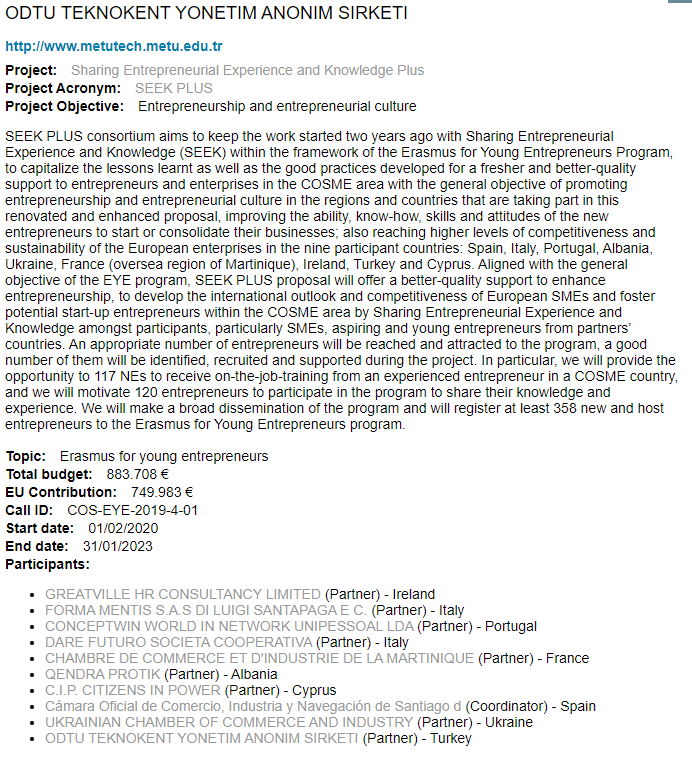 ODTU TEKNOKENT YONETIM ANONIM SIRKETI
http://www.metutech.metu.edu.tr
Project: Sharing Entrepreneurial Experience and Knowledge Plus
Project Acronym: SEEK PLUS
Project Objective: Entrepreneurship and entrepreneurial culture
SEEK PLUS consortium aims to keep the work started two years ago with Sharing Entrepreneurial
Experience and Knowledge (SEEK) within the framework of the Erasmus for Young Entrepreneurs Program,
to capitalize the lessons learnt as well as the good practices developed for a fresher and better-quality
support to entrepreneurs and enterprises in the COSME area with the general objective of promoting
entrepreneurship and entrepreneurial culture in the regions and countries that are taking part in this
renovated and enhanced proposal, improving the ability, know-how, skills and attitudes of the new
entrepreneurs to start or consolidate their businesses; also reaching higher levels of competitiveness and
sustainability of the European enterprises in the nine participant countries: Spain, Italy, Portugal, Albania,
Ukraine, France (oversea region of Martinique), Ireland, Turkey and Cyprus. Aligned with the general
objective of the EYE program, SEEK PLUS proposal will offer a better-quality support to enhance
entrepreneurship, to develop the international outlook and competitiveness of European SMEs and foster
potential start-up entrepreneurs within the COSME area by Sharing Entrepreneurial Experience and
Knowledge amongst participants, particularly SMEs, aspiring and young entrepreneurs from partners’
countries. An appropriate number of entrepreneurs will be reached and attracted to the program, a good
number of them will be identified, recruited and supported during the project. In particular, we will provide the
opportunity to 117 NEs to receive on-the-job-training from an experienced entrepreneur in a COSME country,
and we will motivate 120 entrepreneurs to participate in the program to share their knowledge and
experience. We will make a broad dissemination of the program and will register at least 358 new and host
entrepreneurs to the Erasmus for Young Entrepreneurs program.
Topic: Erasmus for young entrepreneurs
Total budget: 883.708 €
EU Contribution: 749.983 €
Call ID: COS-EYE-2019-4-01
Start date: 01/02/2020
End date: 31/01/2023
Participants:
• GREATVILLE HR CONSULTANCY LIMITED (Partner) - Ireland
• FORMA MENTIS S.A.S DI LUIGI SANTAPAGA E C. (Partner) - Italy
• CONCEPTWIN WORLD IN NETWORK UNIPESSOAL LDA (Partner) - Portugal
• DARE FUTURO SOCIETA COOPERATIVA (Partner) - Italy
• CHAMBRE DE COMMERCE ET D'INDUSTRIE DE LA MARTINIQUE (Partner) - France
• QENDRA PROTIK (Partner) - Albania
• C.I.P. CITIZENS IN POWER (Partner) - Cyprus
• Cámara Oficial de Comercio, Industria y Navegación de Santiago d (Coordinator) - Spain
• UKRAINIAN CHAMBER OF COMMERCE AND INDUSTRY (Partner) - Ukraine
• ODTU TEKNOKENT YONETIM ANONIM SIRKETI (Partner) - Turkey